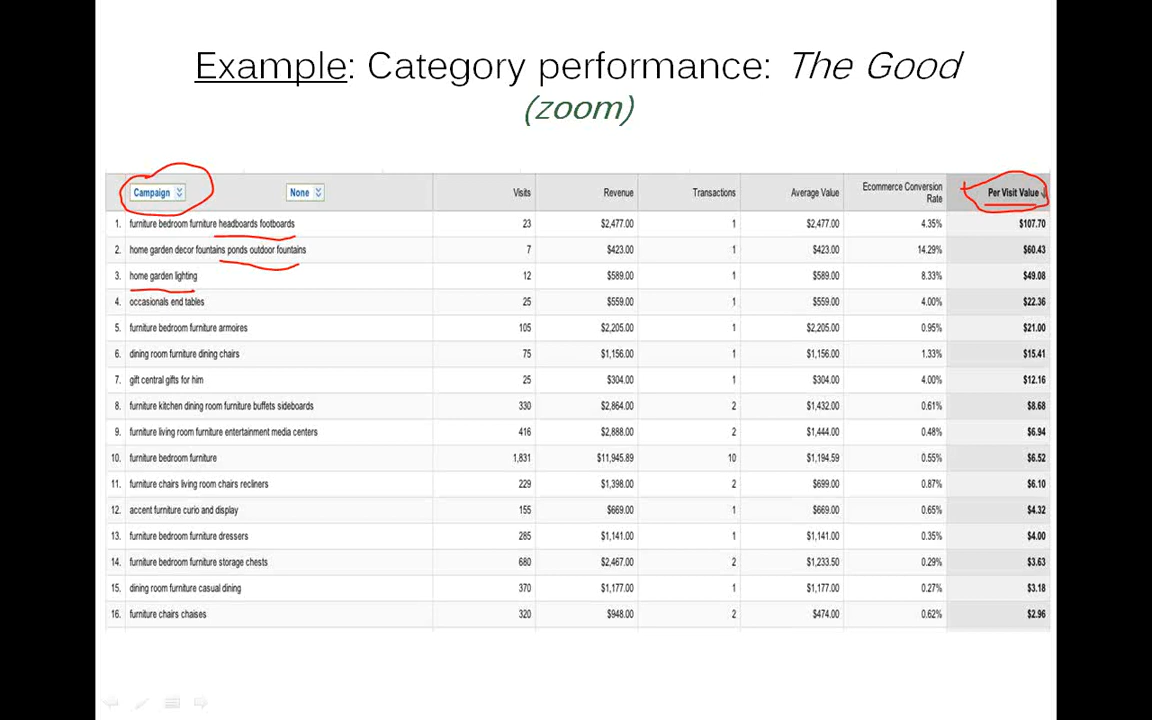 Example: Category performance: The Good
(zoom)
Campaign None Visits Revenue Transactions Average Value Ecommerce Conversion Rate Per Visit Value
1. furniture bedroom furniture headboards footboards 23 $2,477.00 1 $2,477.00 4.35% $107.70
2. home garden decor fountains ponds outdoor fountains 7 $423.00 1 $423.00 14.29% $60.43
3. home garden lighting 12 $589.00 1 $589.00 8.33% $49.08
4. occasionals end tables 25 $559.00 1 $559.00 4.00% $22.36
5. furniture bedroom furniture armoires 105 $2,205.00 1 $2,205.00 0.95% $21.00
6. dining room furniture dining chairs 75 $1,156.00 1 $1,156.00 1.33% $15.41
7. gift central gifts for him 25 $304.00 1 $304.00 4.00% $12.16
8. furniture kitchen dining room furniture buffets sideboards 330 $2,864.00 2 $1,432.00 0.61% $8.68
9. furniture living room furniture entertainment media centers 416 $2,888.00 2 $1,444.00 0.48% $6.94
10. furniture bedroom furniture 1,831 $11,945.89 10 $1,194.59 0.55% $6.52
11. furniture chairs living room chairs recliners 229 $1,398.00 2 $699.00 0.87% $6.10
12. accent furniture curio and display 155 $669.00 1 $669.00 0.65% $4.32
13. furniture bedroom furniture dressers 285 $1,141.00 1 $1,141.00 0.35% $4.00
14. furniture bedroom furniture storage chests 680 $2,467.00 2 $1,233.50 0.29% $3.63
15. dining room furniture casual dining 370 $1,177.00 1 $1,177.00 0.27% $3.18
16. furniture chairs chaises 320 $948.00 2 $474.00 0.62% $2.96